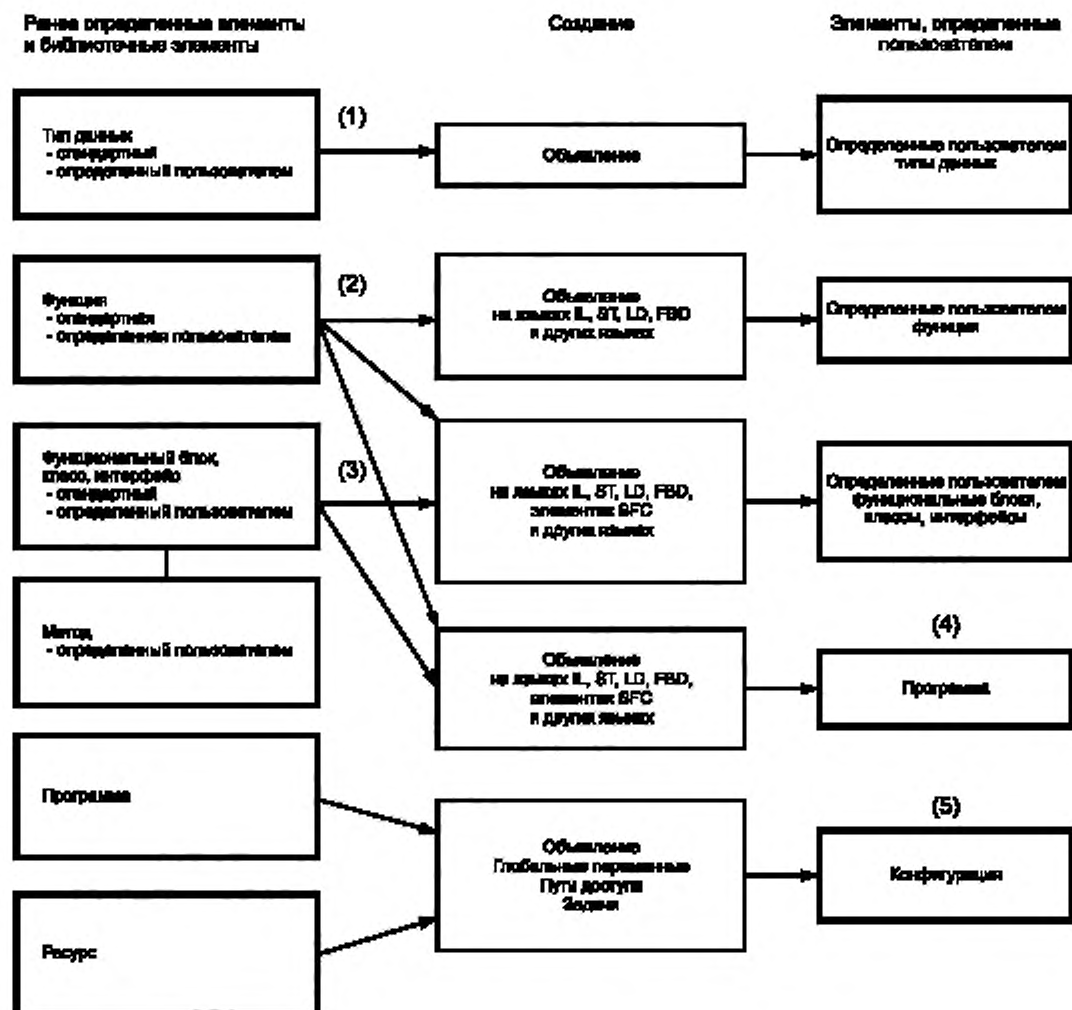 Ранее определенные элементы
и библиотечные элементы
Создание
Элементы, определенные
пользователем
Тип данных
- стандартный
- определенный пользователем
(1)
Объявление
Определенные пользователем
типы данных
Функция
- стандартная
- определенная пользователем
(2)
Объявление
на языках IL, ST, LD, FBD
и других языках
Определенные пользователем
функция
Функциональный блок,
класс, интерфейс
- стандартный
- определенный пользователем
(3)
Объявление
на языках IL, ST, LD, FBD,
элементах SFC
и других языках
Определенные пользователем
функциональные блоки,
классы, интерфейсы
Метод
- определенный пользователем
Объявление
на языках IL, ST, LD, FBD,
элементах SFC
и других языках
(4)
Программа
Программа
Объявление
Глобальные переменные
Пути доступа
Задачи
(5)
Конфигурация
Ресурс